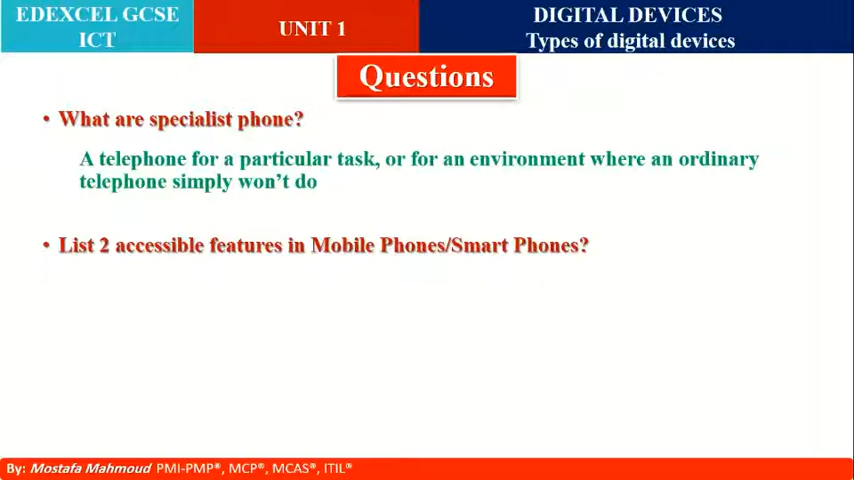 EDEXCEL GCSE
ICT
UNIT 1
DIGITAL DEVICES
Types of digital devices
Questions
• What are specialist phone?
A telephone for a particular task, or for an environment where an ordinary
telephone simply won't do
• List 2 accessible features in Mobile Phones/Smart Phones?
By: Mostafa Mahmoud PMI-PMP®, MCP®, MCAS®, ITIL®